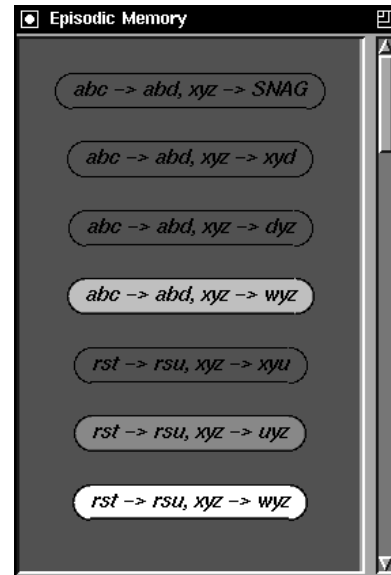 Episodic Memory
abc -> abd, xyz -> SNAG
abc -> abd, xyz -> xyd
abc -> abd, xyz -> dyz
abc -> abd, xyz -> wyz
rst -> rsu, xyz -> xyu
rst -> rsu, xyz -> uyz
rst -> rsu, xyz -> wyz